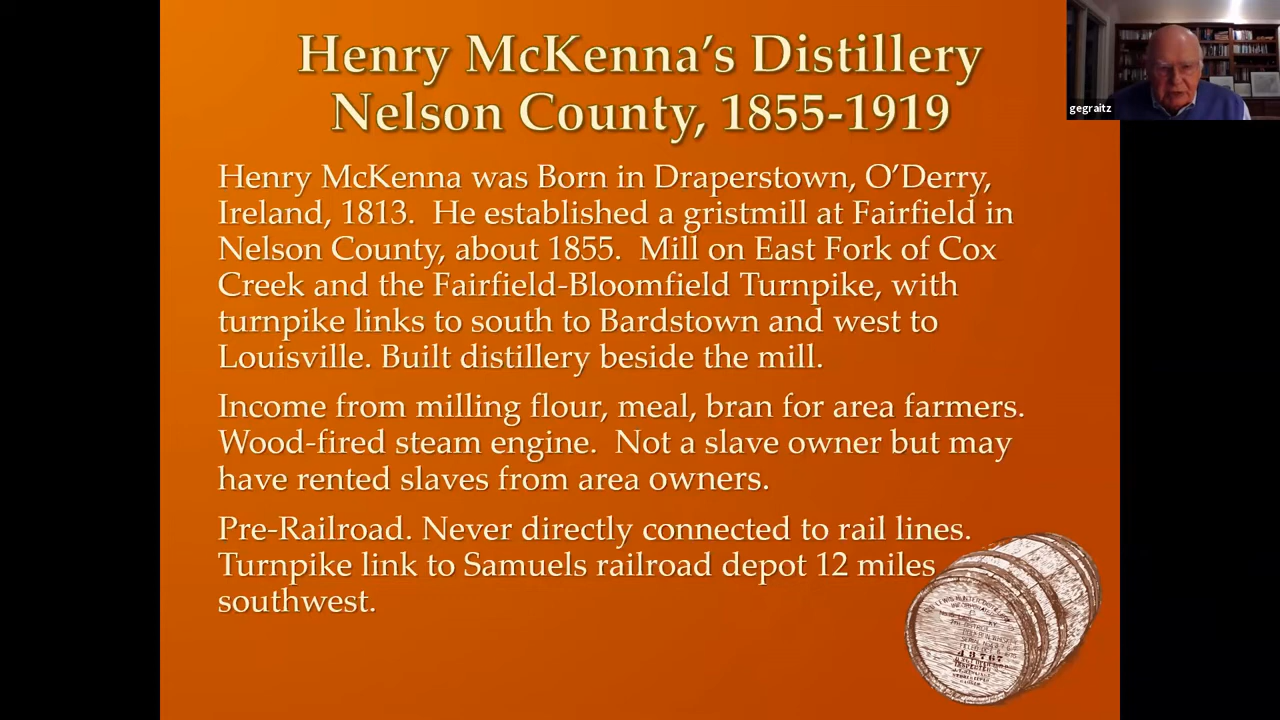 Henry McKenna’s Distillery
Nelson County, 1855-1919
gegraitz
Henry McKenna was Born in Draperstown, O’Derry,
Ireland, 1813.  He established a gristmill at Fairfield in
Nelson County, about 1855.  Mill on East Fork of Cox
Creek and the Fairfield-Bloomfield Turnpike, with
turnpike links to south to Bardstown and west to
Louisville. Built distillery beside the mill.
Income from milling flour, meal, bran for area farmers.
Wood-fired steam engine.  Not a slave owner but may
have rented slaves from area owners.
Pre-Railroad. Never directly connected to rail lines.
Turnpike link to Samuels railroad depot 12 miles
southwest.
INCORPORATED
43767